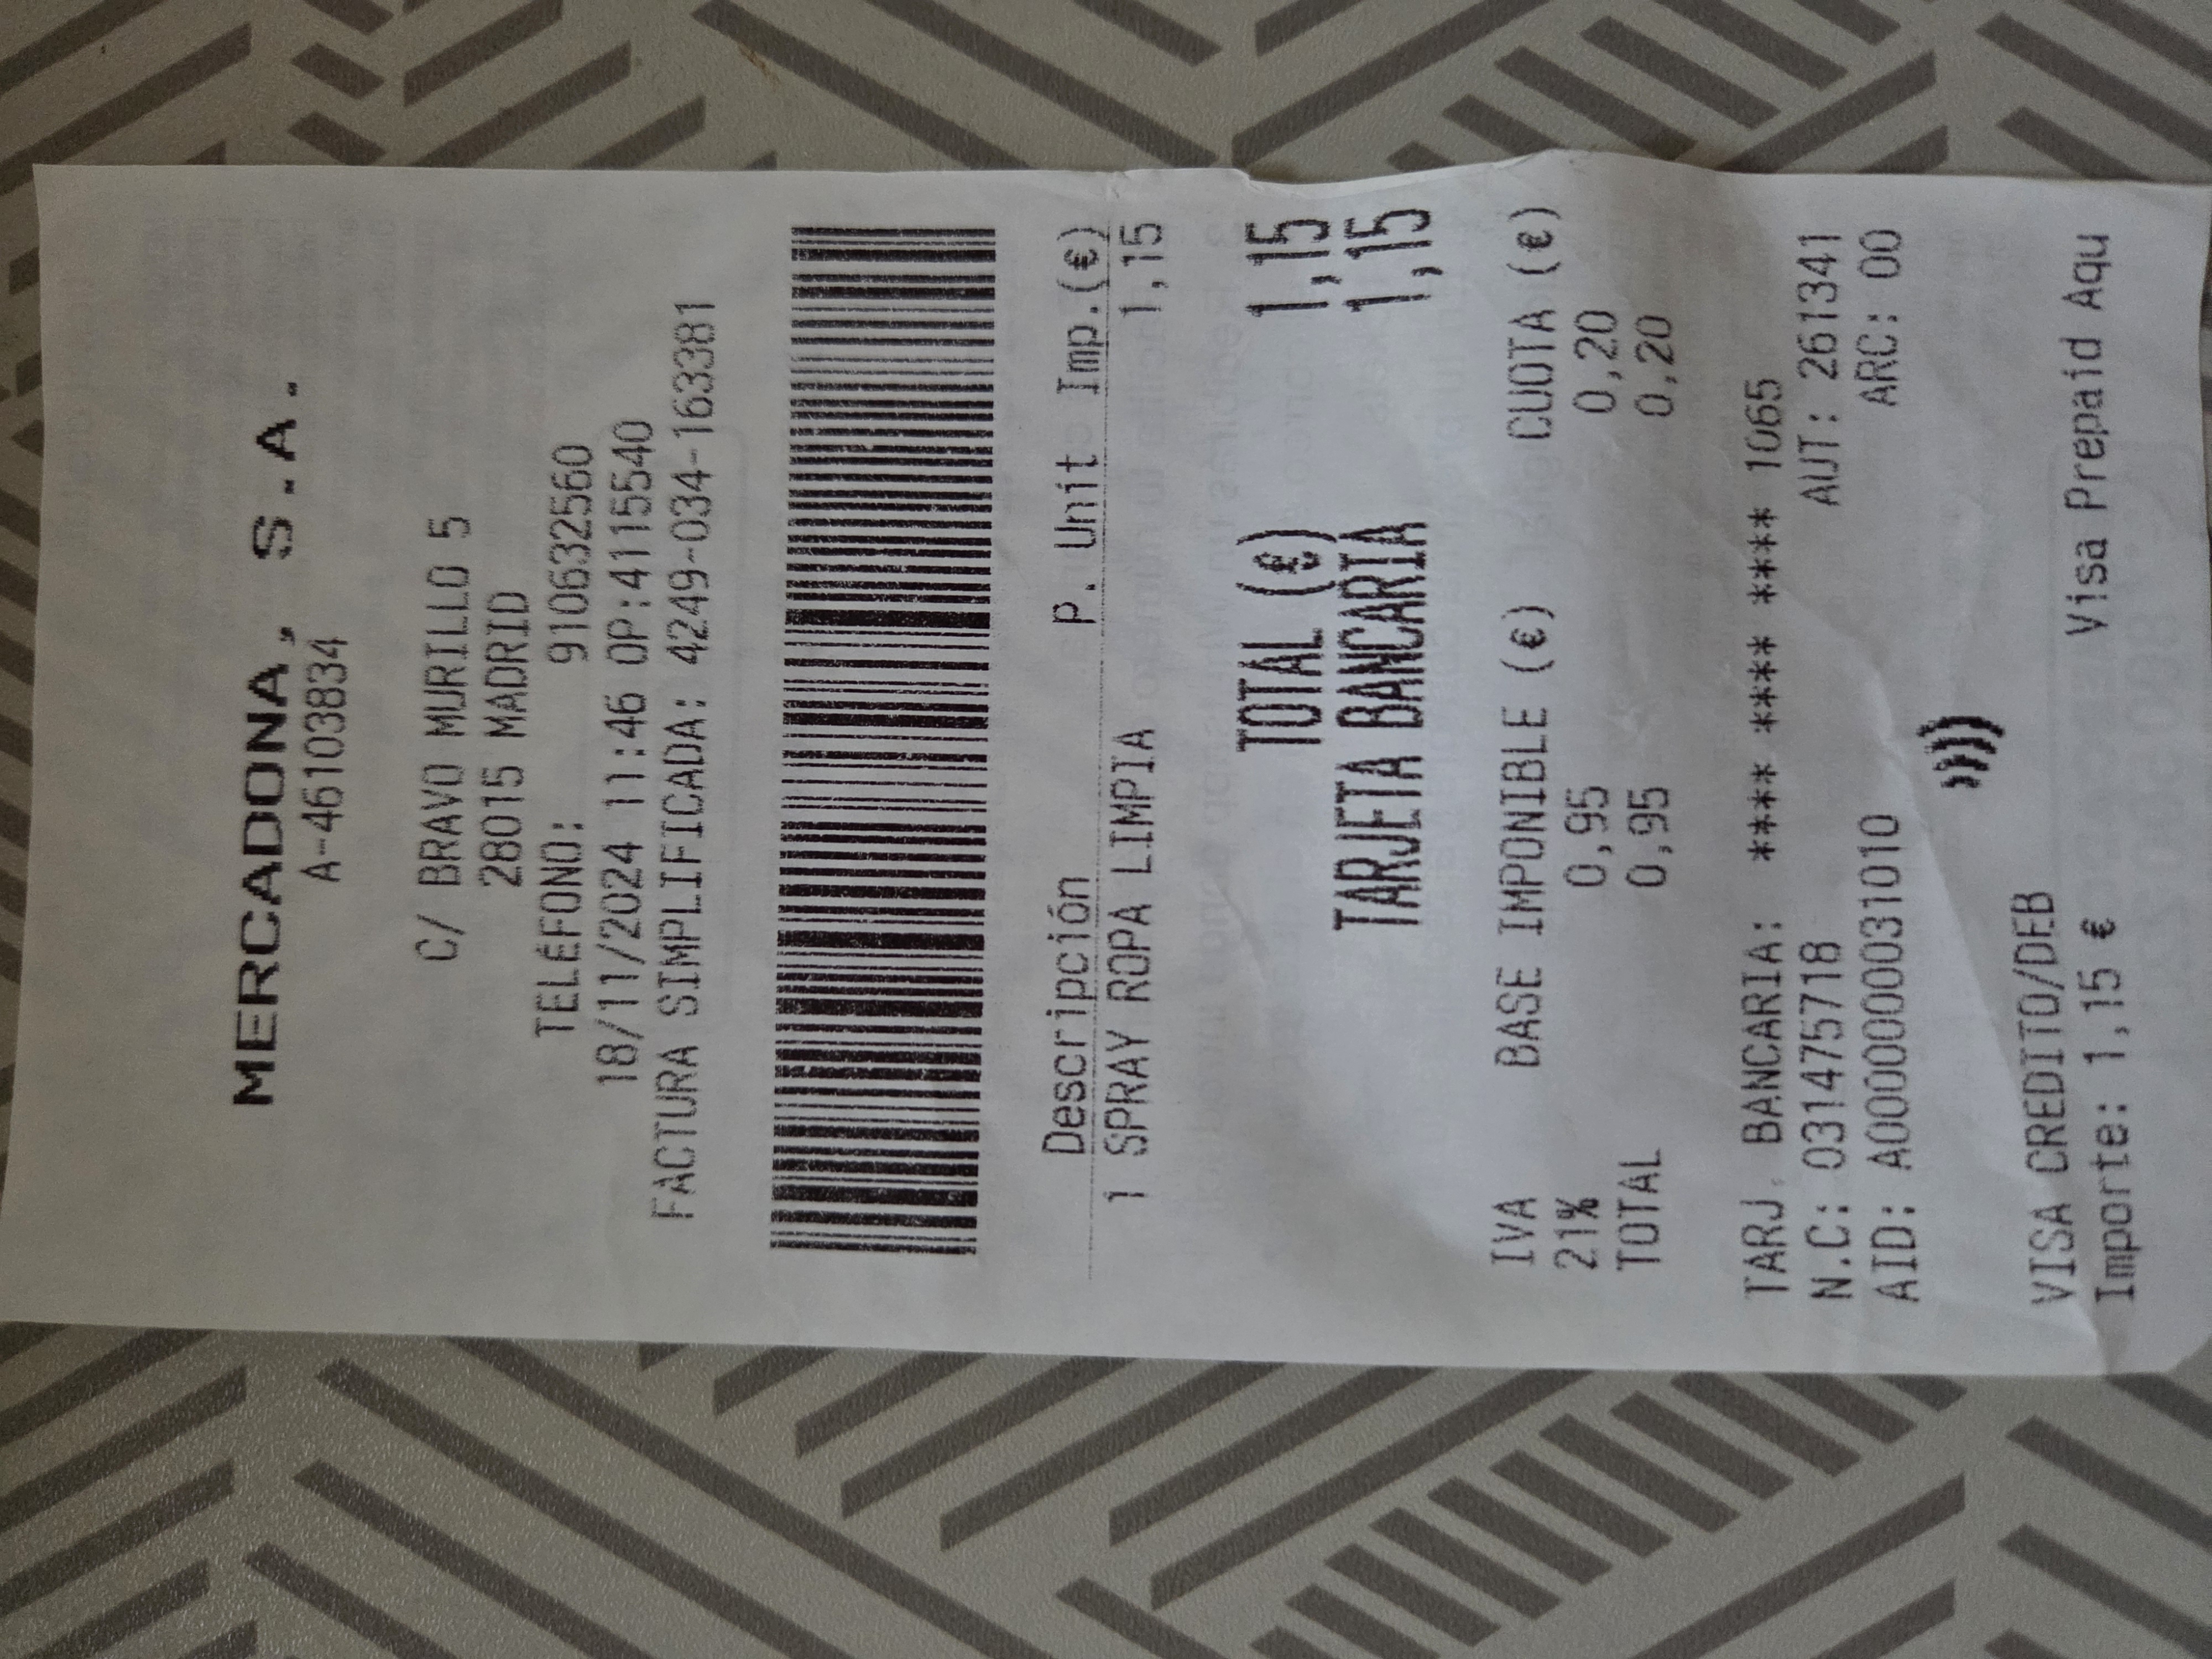 MERCADONA, S.A.
A-46103834
C/ BRAVO MURILLO 5
28015 MADRID
TELÉFONO: 910632560
18/11/2024 11:46 OP:4115540
FACTURA SIMPLIFICADA: 4249-034-163381
Descripción P. Unit Imp.(€)
1 SPRAY ROPA LIMPIA 1,15
TOTAL (€) 1,15
TARJETA BANCARIA 1,15
IVA BASE IMPONIBLE (€) CUOTA (€)
21% 0,95 0,20
TOTAL 0,95 0,20
TARJ. BANCARIA: **** **** **** 1065
N.C: 031475718 AUT: 261341
AID: A0000000031010 ARC: 00
VISA CREDITO/DEB
Importe: 1,15 € Visa Prepaid Aqu